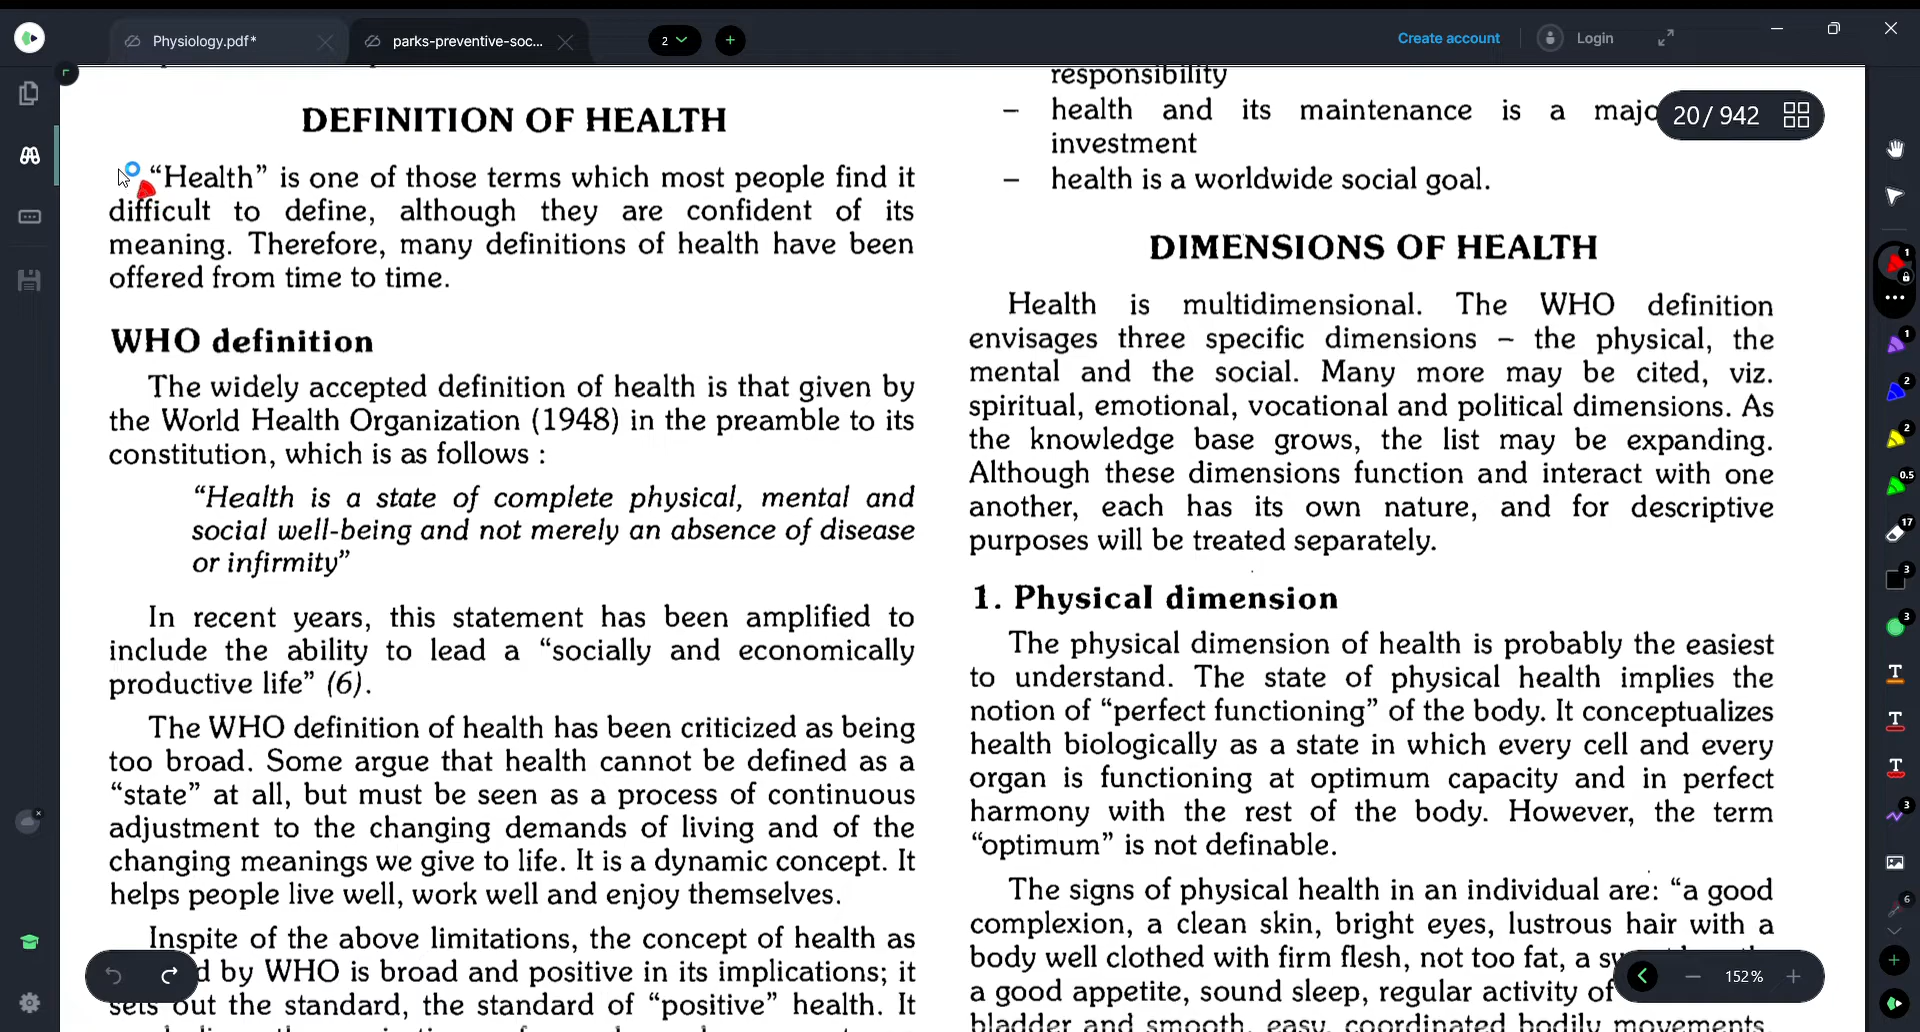 Physiology.pdf*
parks-preventive-soc...
2
Create account
Login
20/ 942
DEFINITION OF HEALTH
“Health” is one of those terms which most people find it
difficult to define, although they are confident of its
meaning. Therefore, many definitions of health have been
offered from time to time.
WHO definition
The widely accepted definition of health is that given by
the World Health Organization (1948) in the preamble to its
constitution, which is as follows :
“Health is a state of complete physical, mental and
social well-being and not merely an absence of disease
or infirmity”
In recent years, this statement has been amplified to
include the ability to lead a “socially and economically
productive life” (6).
The WHO definition of health has been criticized as being
too broad. Some argue that health cannot be defined as a
“state” at all, but must be seen as a process of continuous
adjustment to the changing demands of living and of the
changing meanings we give to life. It is a dynamic concept. It
helps people live well, work well and enjoy themselves.
Inspite of the above limitations, the concept of health as
by WHO is broad and positive in its implications; it
sets out the standard, the standard of “positive” health. It
responsibility
– health and its maintenance is a major
investment
– health is a worldwide social goal.
DIMENSIONS OF HEALTH
Health is multidimensional. The WHO definition
envisages three specific dimensions – the physical, the
mental and the social. Many more may be cited, viz.
spiritual, emotional, vocational and political dimensions. As
the knowledge base grows, the list may be expanding.
Although these dimensions function and interact with one
another, each has its own nature, and for descriptive
purposes will be treated separately.
1. Physical dimension
The physical dimension of health is probably the easiest
to understand. The state of physical health implies the
notion of “perfect functioning” of the body. It conceptualizes
health biologically as a state in which every cell and every
organ is functioning at optimum capacity and in perfect
harmony with the rest of the body. However, the term
“optimum” is not definable.
The signs of physical health in an individual are: “a good
complexion, a clean skin, bright eyes, lustrous hair with a
body well clothed with firm flesh, not too fat, a
a good appetite, sound sleep, regular activity of
bladder and smooth, easy, coordinated bodily movements
152%
1
1
2
2
0.5
17
3
3
T
T
T
3
6